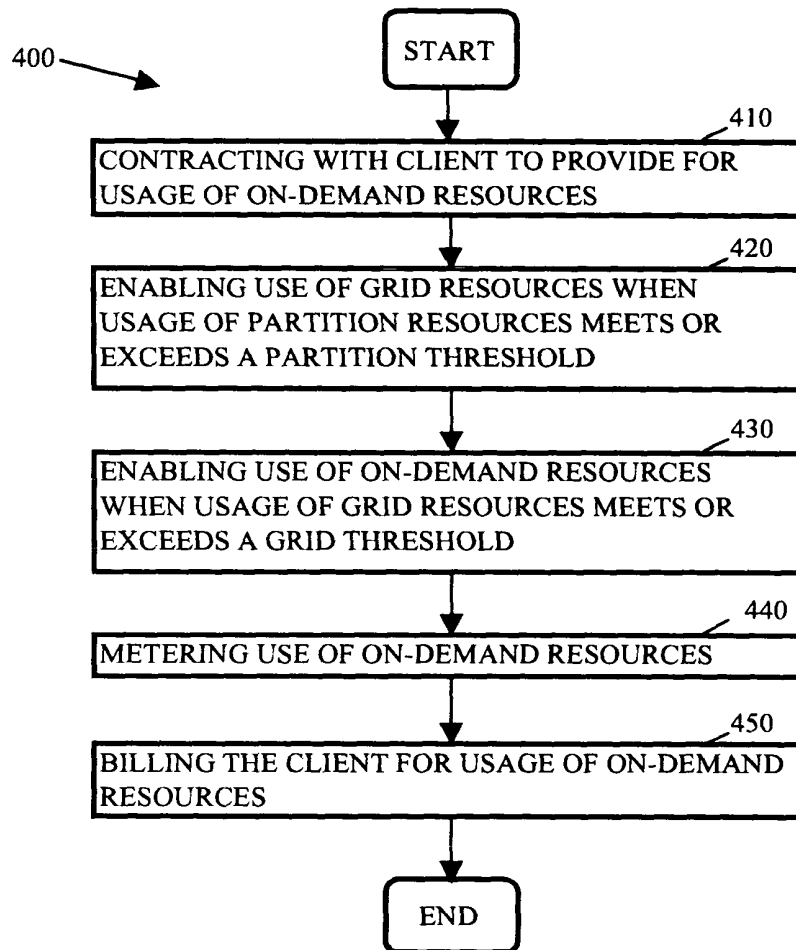 START
400
410
CONTRACTING WITH CLIENT TO PROVIDE FOR
USAGE OF ON-DEMAND RESOURCES
420
ENABLING USE OF GRID RESOURCES WHEN
USAGE OF PARTITION RESOURCES MEETS OR
EXCEEDS A PARTITION THRESHOLD
430
ENABLING USE OF ON-DEMAND RESOURCES
WHEN USAGE OF GRID RESOURCES MEETS OR
EXCEEDS A GRID THRESHOLD
440
METERING USE OF ON-DEMAND RESOURCES
450
BILLING THE CLIENT FOR USAGE OF ON-DEMAND
RESOURCES
END